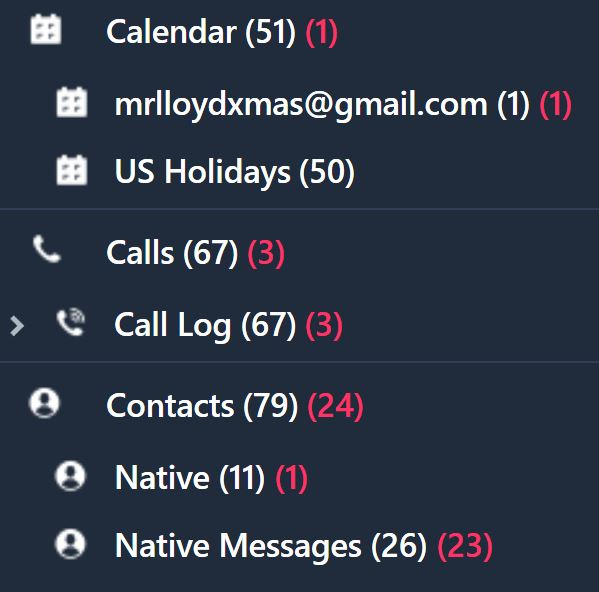 Calendar (51) (1)
mrlloydxmas@gmail.com (1) (1)
US Holidays (50)
Calls (67) (3)
Call Log (67) (3)
Contacts (79) (24)
Native (11) (1)
Native Messages (26) (23)